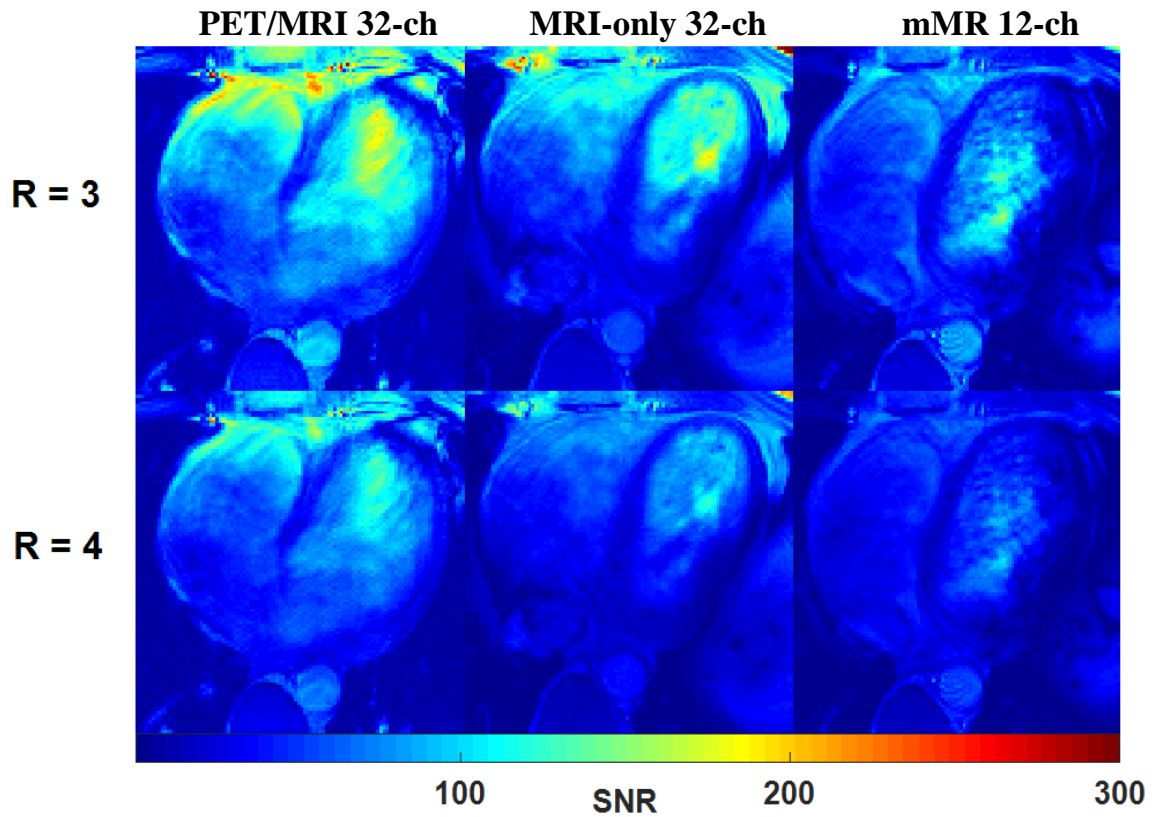 PET/MRI 32-ch MRI-only 32-ch mMR 12-ch
R = 3
R = 4
100 200 300
SNR